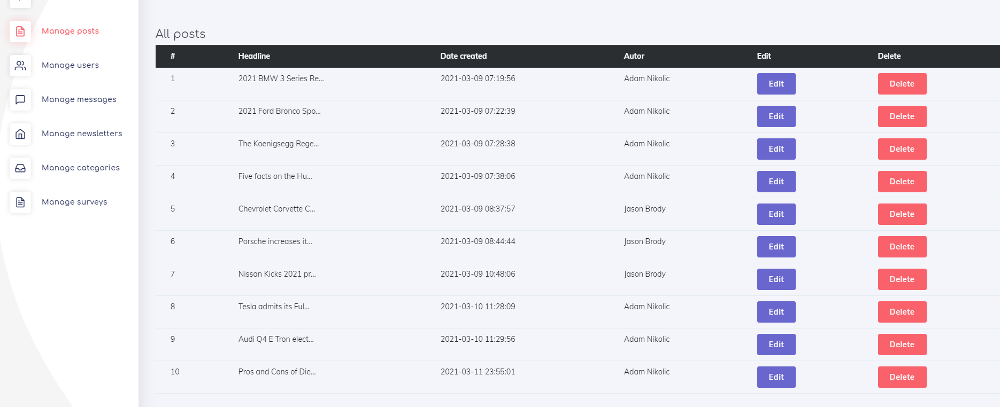 Manage posts
Manage users
Manage messages
Manage newsletters
Manage categories
Manage surveys
All posts
# Headline Date created Autor Edit Delete
1 2021 BMW 3 Series Re... 2021-03-09 07:19:56 Adam Nikolic Edit Delete
2 2021 Ford Bronco Spo... 2021-03-09 07:22:39 Adam Nikolic Edit Delete
3 The Koenigsegg Rege... 2021-03-09 07:28:38 Adam Nikolic Edit Delete
4 Five facts on the Hu... 2021-03-09 07:38:06 Adam Nikolic Edit Delete
5 Chevrolet Corvette C... 2021-03-09 08:37:57 Jason Brody Edit Delete
6 Porsche increases it... 2021-03-09 08:44:44 Jason Brody Edit Delete
7 Nissan Kicks 2021 pr... 2021-03-09 10:48:06 Jason Brody Edit Delete
8 Tesla admits its Ful... 2021-03-10 11:28:09 Adam Nikolic Edit Delete
9 Audi Q4 E Tron elect... 2021-03-10 11:29:56 Adam Nikolic Edit Delete
10 Pros and Cons of Die... 2021-03-11 23:55:01 Adam Nikolic Edit Delete